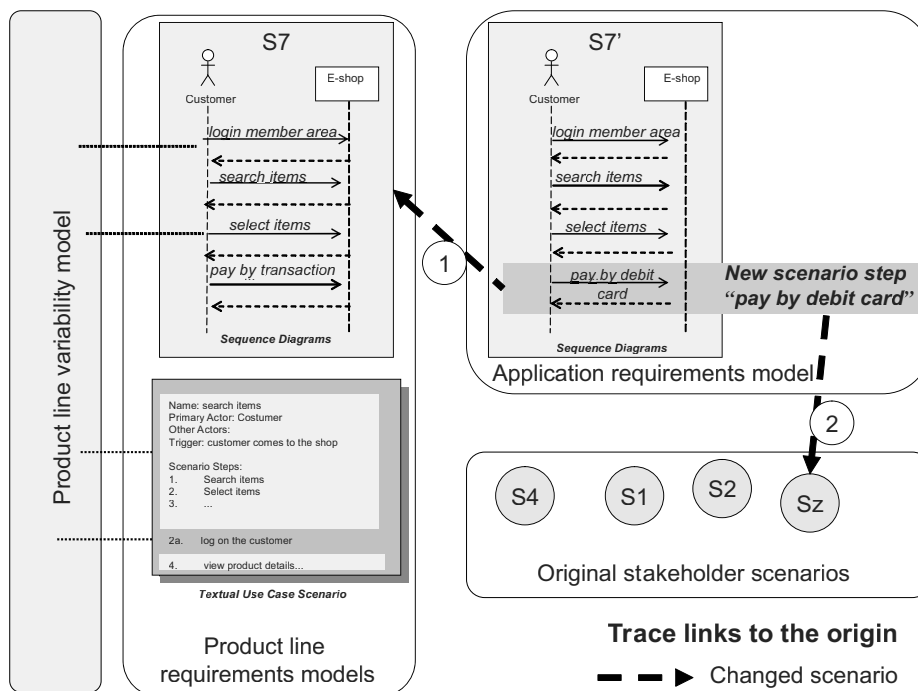 Product line variability model
S7
Customer
E-shop
login member area
search items
select items
pay by transaction
...
Sequence Diagrams
Name: search items
Primary Actor: Costumer
Other Actors:
Trigger: customer comes to the shop
Scenario Steps:
1. Search items
2. Select items
3. ...
2a. log on the customer
4. view product details...
Textual Use Case Scenario
Product line
requirements models
S7’
Customer
E-shop
login member area
search items
select items
pay by debit
card
New scenario step
“pay by debit card”
Sequence Diagrams
Application requirements model
1
2
S4
S1
S2
Sz
Original stakeholder scenarios
Trace links to the origin
Changed scenario